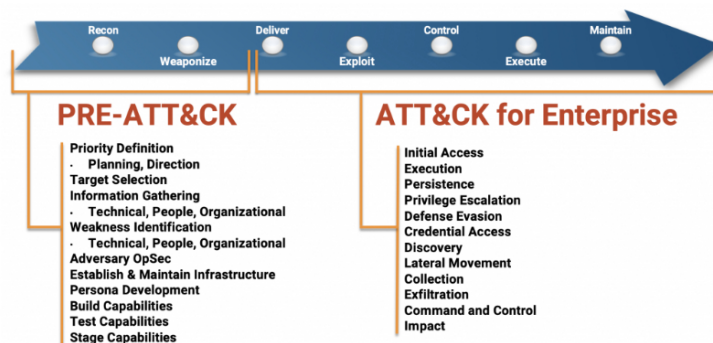 Recon
Weaponize
Deliver
Exploit
Control
Execute
Maintain
PRE-ATT&CK
Priority Definition
· Planning, Direction
Target Selection
Information Gathering
· Technical, People, Organizational
Weakness Identification
· Technical, People, Organizational
Adversary OpSec
Establish & Maintain Infrastructure
Persona Development
Build Capabilities
Test Capabilities
Stage Capabilities
ATT&CK for Enterprise
Initial Access
Execution
Persistence
Privilege Escalation
Defense Evasion
Credential Access
Discovery
Lateral Movement
Collection
Exfiltration
Command and Control
Impact